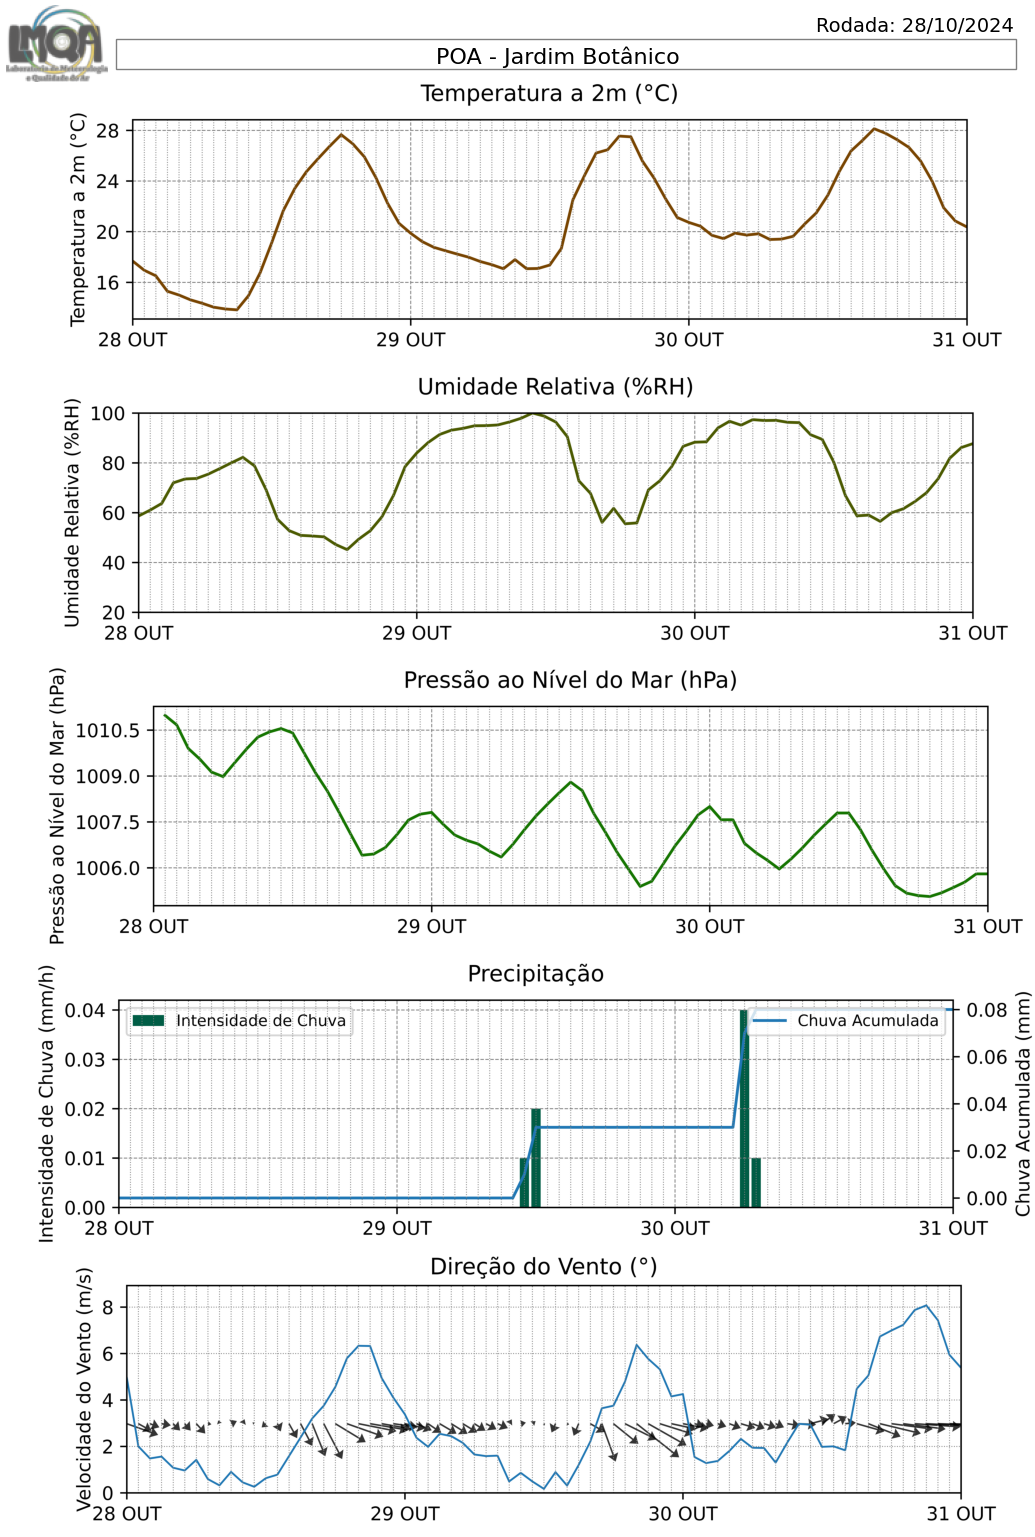 Rodada: 28/10/2024
LMQA
Laboratório de Meteorologia
e Qualidade do Ar
POA - Jardim Botânico
Temperatura a 2m (°C)
Temperatura a 2m (°C)
28
24
20
16
28 OUT 29 OUT 30 OUT 31 OUT
Umidade Relativa (%RH)
Umidade Relativa (%RH)
100
80
60
40
20
28 OUT 29 OUT 30 OUT 31 OUT
Pressão ao Nível do Mar (hPa)
Pressão ao Nível do Mar (hPa)
1010.5
1009.0
1007.5
1006.0
28 OUT 29 OUT 30 OUT 31 OUT
Precipitação
Intensidade de Chuva (mm/h)
Chuva Acumulada (mm)
Intensidade de Chuva
Chuva Acumulada
0.04 0.08
0.03 0.06
0.02 0.04
0.01 0.02
0.00 0.00
28 OUT 29 OUT 30 OUT 31 OUT
Direção do Vento (°)
Velocidade do Vento (m/s)
8
6
4
2
0
28 OUT 29 OUT 30 OUT 31 OUT